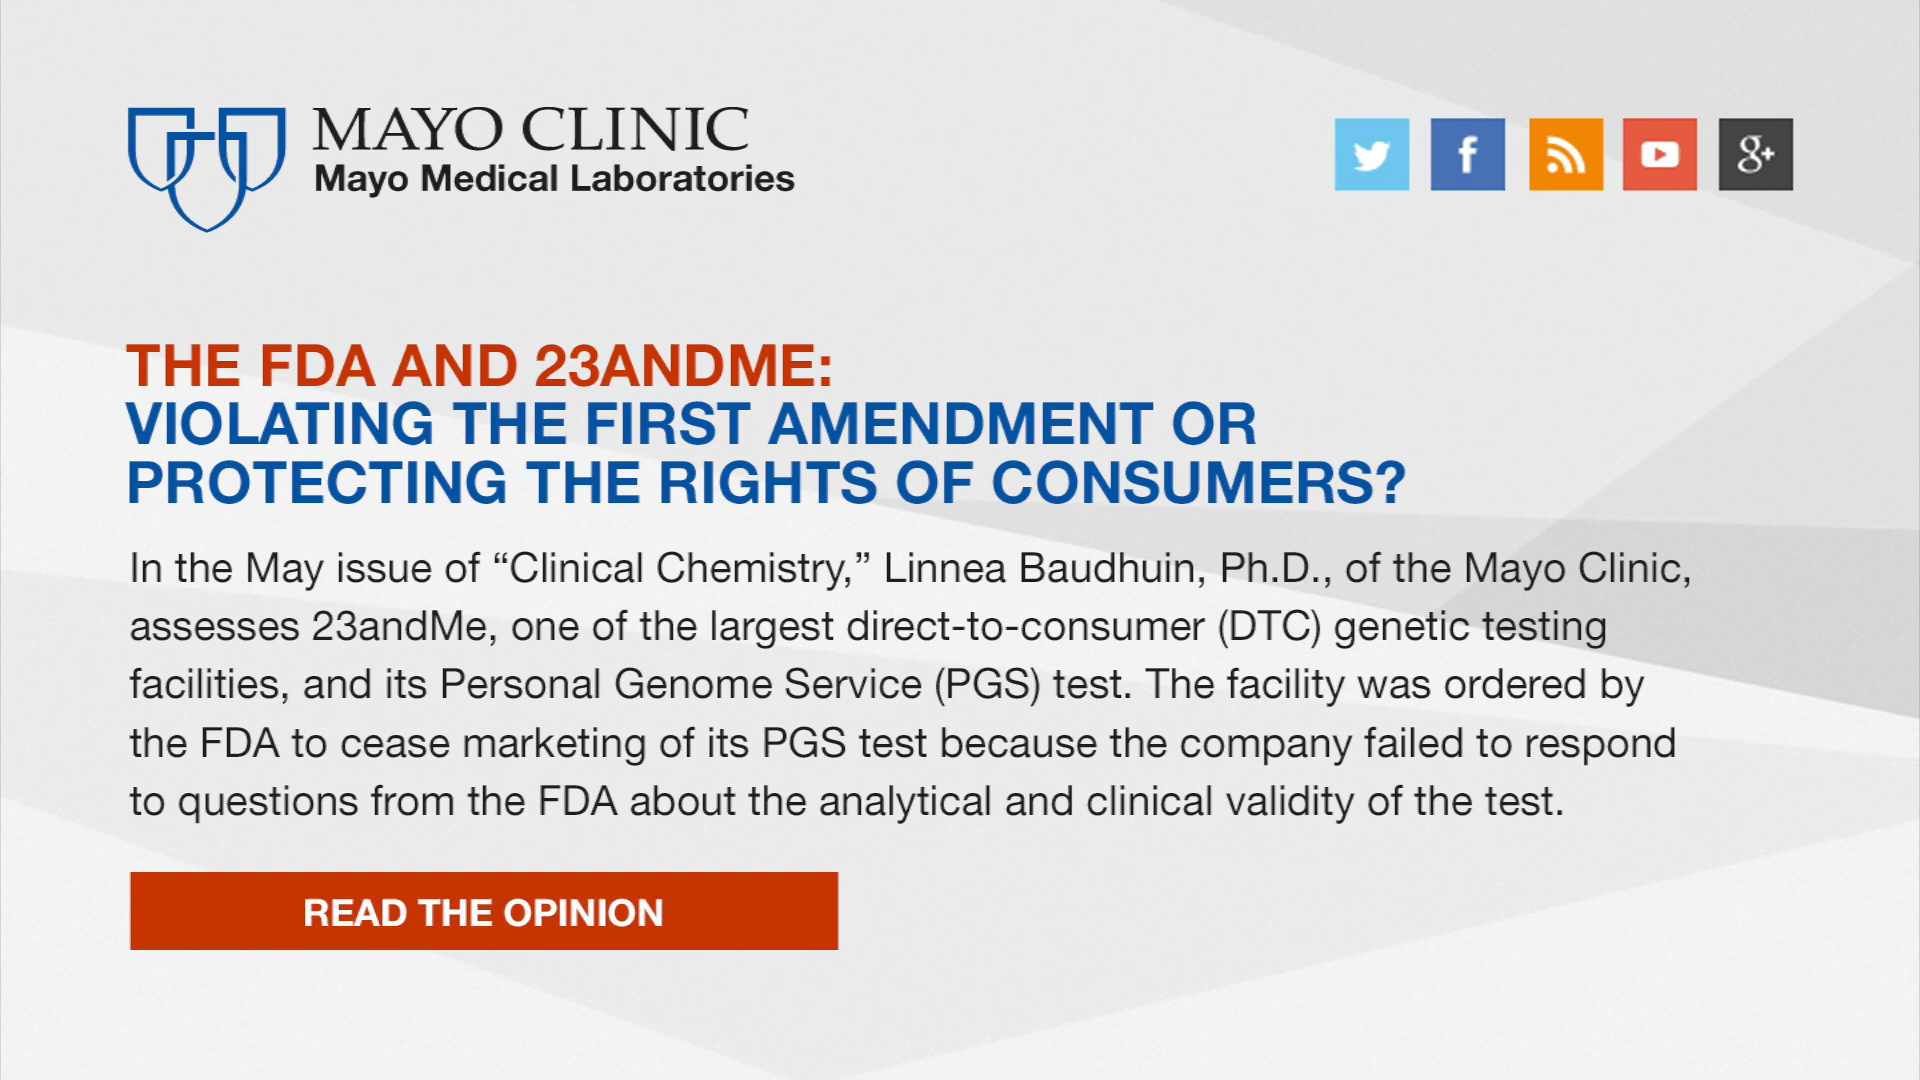 MAYO CLINIC
Mayo Medical Laboratories
THE FDA AND 23ANDME:
VIOLATING THE FIRST AMENDMENT OR
PROTECTING THE RIGHTS OF CONSUMERS?
In the May issue of “Clinical Chemistry,” Linnea Baudhuin, Ph.D., of the Mayo Clinic,
assesses 23andMe, one of the largest direct-to-consumer (DTC) genetic testing
facilities, and its Personal Genome Service (PGS) test. The facility was ordered by
the FDA to cease marketing of its PGS test because the company failed to respond
to questions from the FDA about the analytical and clinical validity of the test.
READ THE OPINION